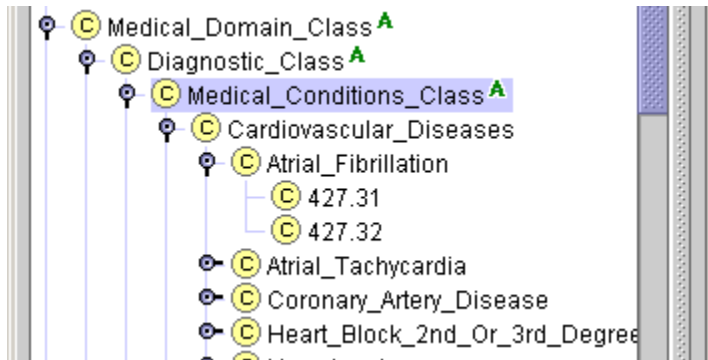 C Medical_Domain_Class A
C Diagnostic_Class A
C Medical_Conditions_Class A
C Cardiovascular_Diseases
C Atrial_Fibrillation
C 427.31
C 427.32
C Atrial_Tachycardia
C Coronary_Artery_Disease
C Heart_Block_2nd_Or_3rd_Degree